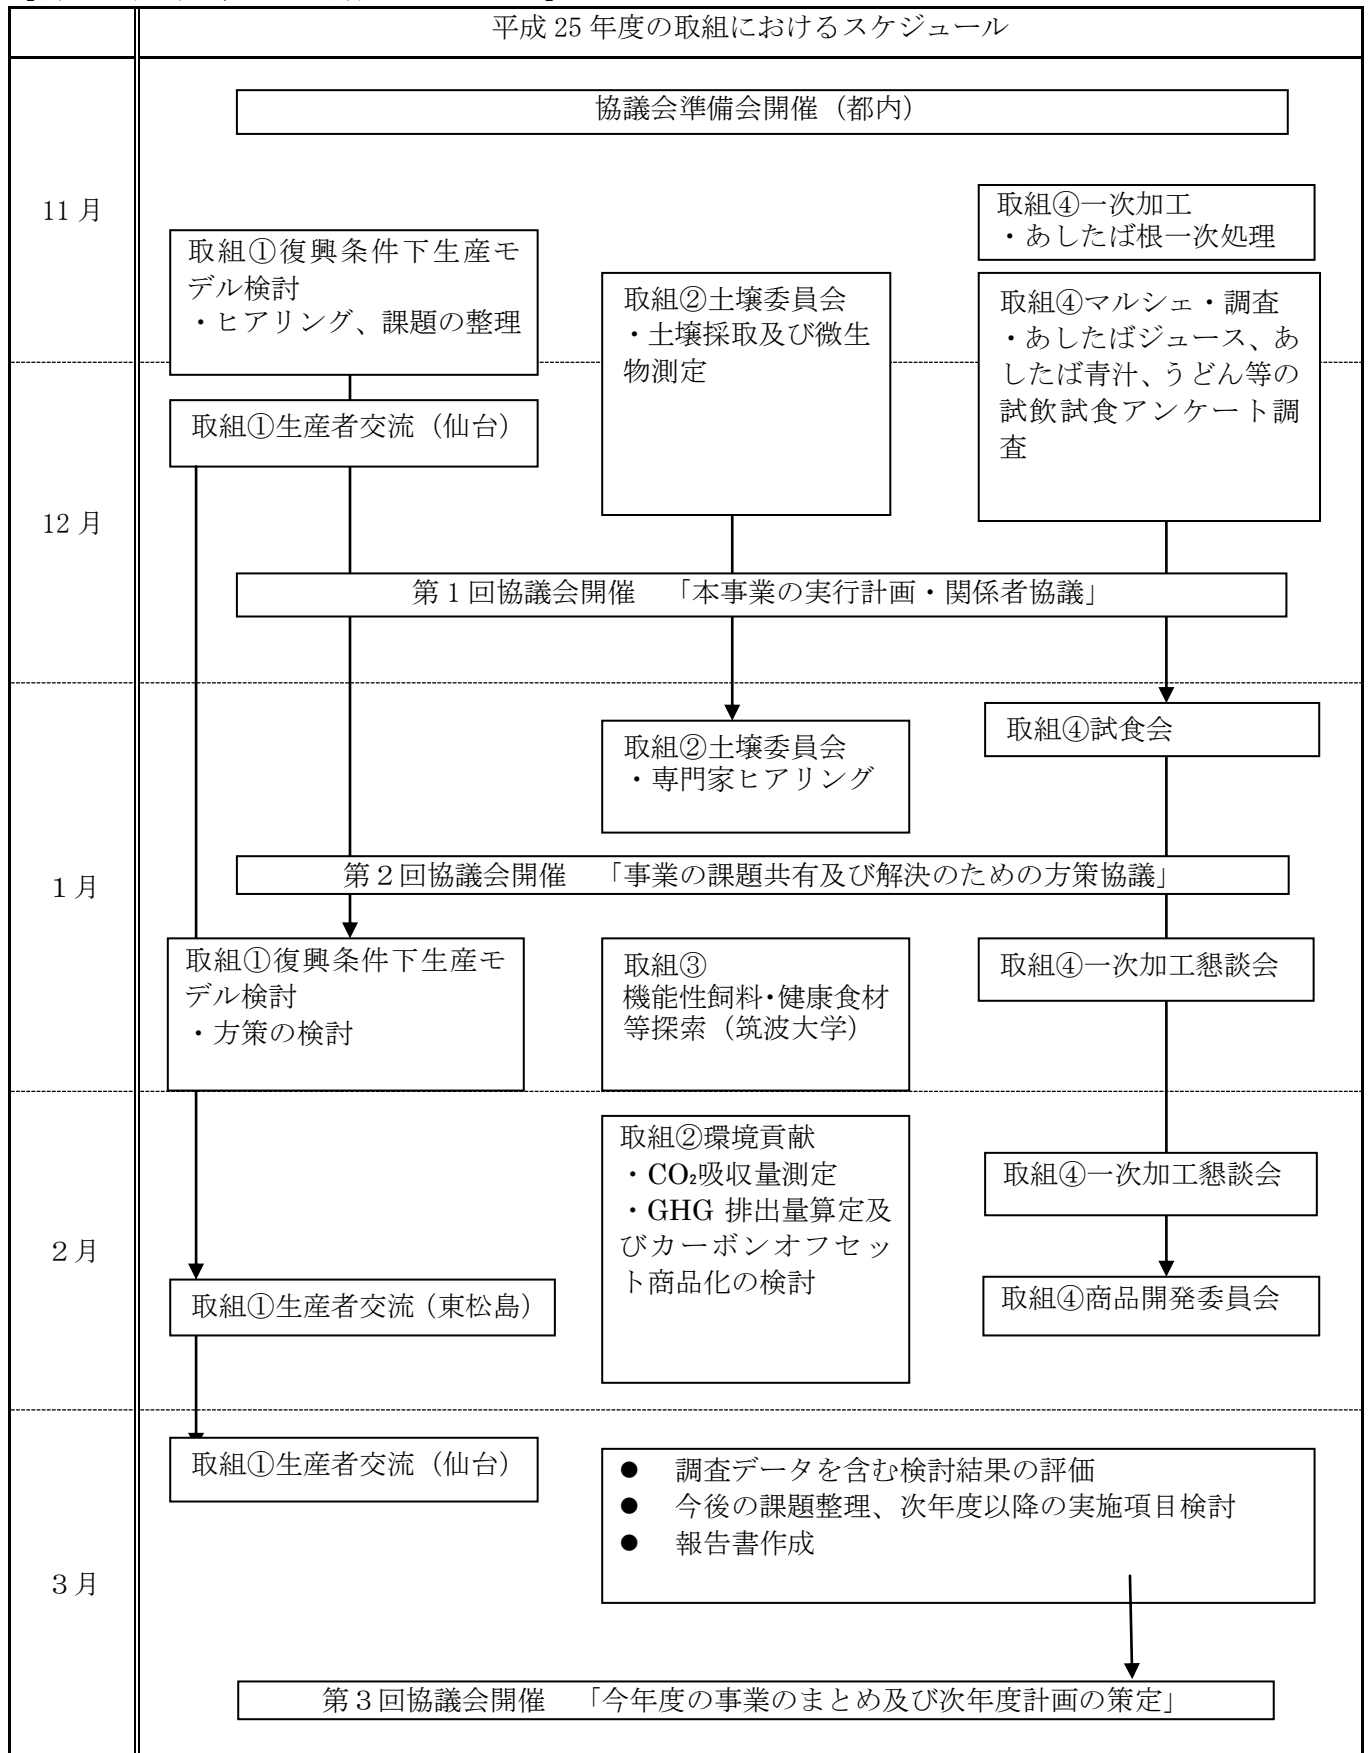 平成 25 年度の取組におけるスケジュール
11 月
協議会準備会開催（都内）
取組④一次加工
・あしたば根一次処理
取組①復興条件下生産モ
デル検討
・ヒアリング、課題の整理
取組②土壌委員会
・土壌採取及び微生
物測定
取組④マルシェ・調査
・あしたばジュース、あ
したば青汁、うどん等の
試飲試食アンケート調
査
12 月
取組①生産者交流（仙台）
第１回協議会開催　「本事業の実行計画・関係者協議」
１月
取組②土壌委員会
・専門家ヒアリング
取組④試食会
第２回協議会開催　「事業の課題共有及び解決のための方策協議」
取組①復興条件下生産モ
デル検討
・方策の検討
取組③
機能性飼料・健康食材
等探索（筑波大学）
取組④一次加工懇談会
２月
取組②環境貢献
・CO₂吸収量測定
・GHG 排出量算定及
びカーボンオフセッ
ト商品化の検討
取組④一次加工懇談会
取組①生産者交流（東松島）
取組④商品開発委員会
３月
取組①生産者交流（仙台）
● 調査データを含む検討結果の評価
● 今後の課題整理、次年度以降の実施項目検討
● 報告書作成
第３回協議会開催　「今年度の事業のまとめ及び次年度計画の策定」